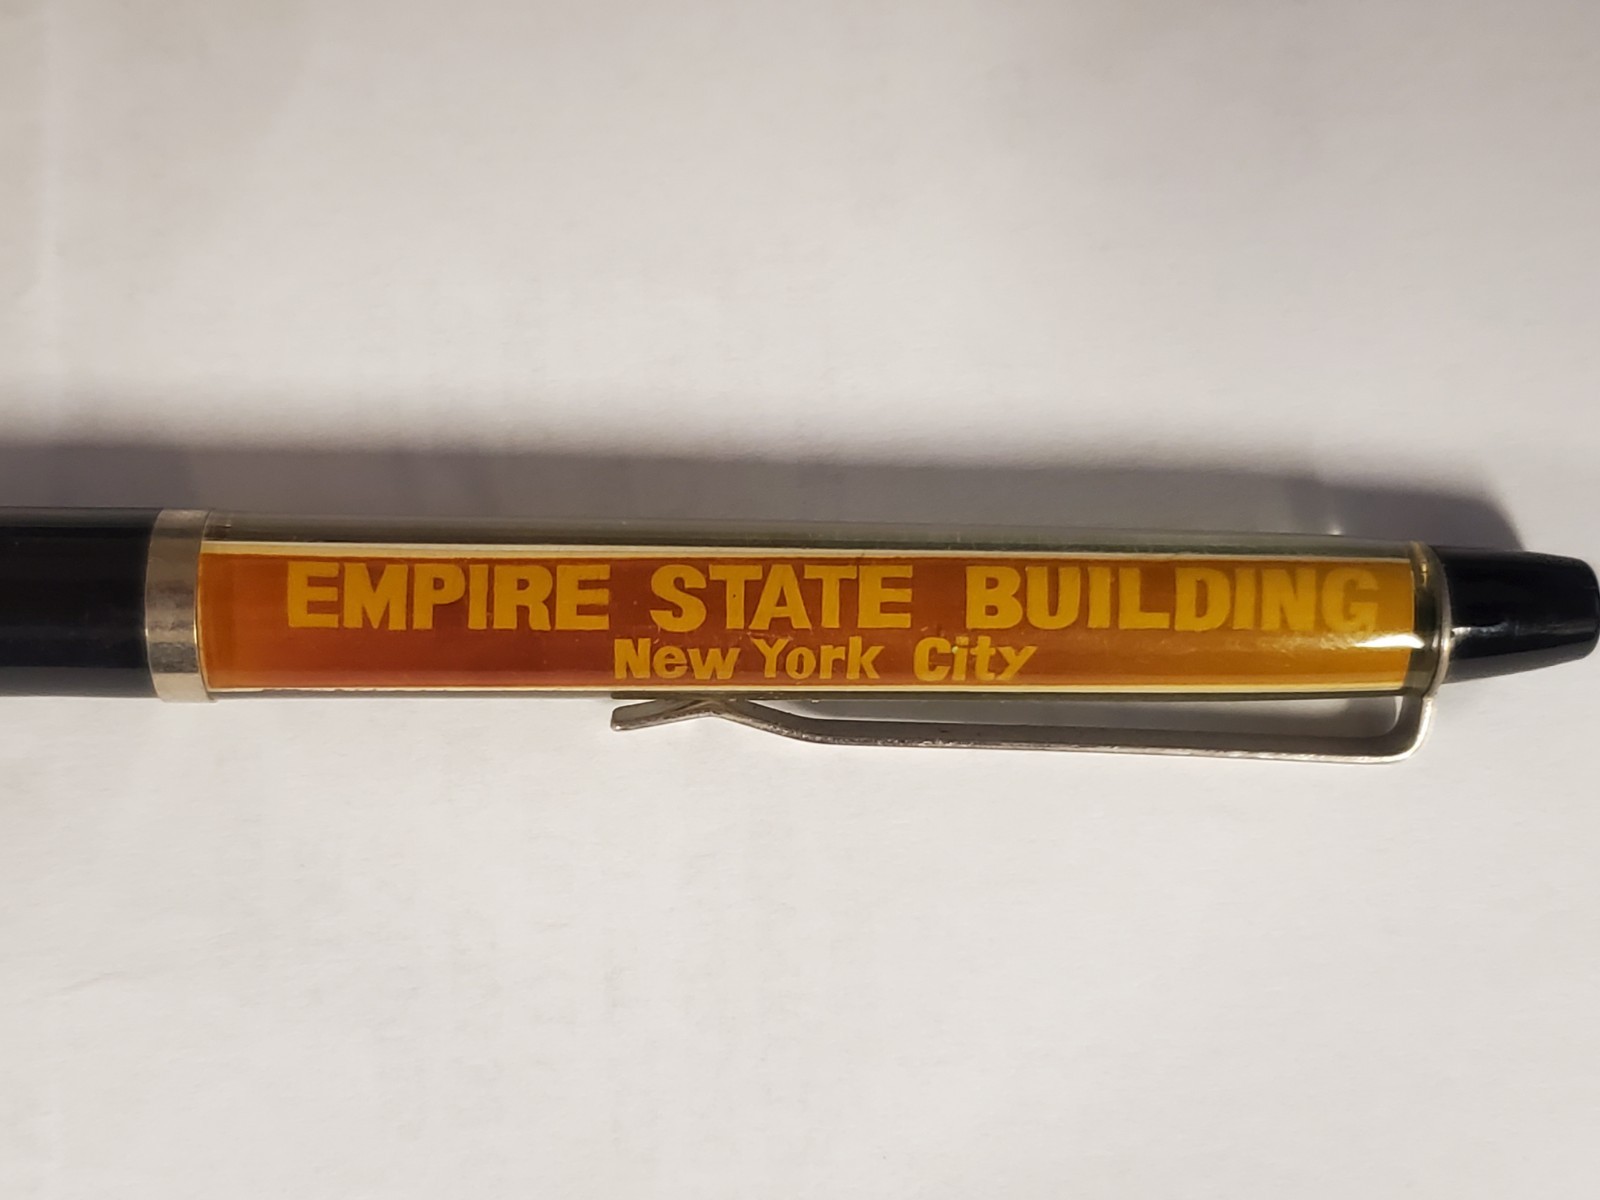 EMPIRE STATE BUILDING
New York City